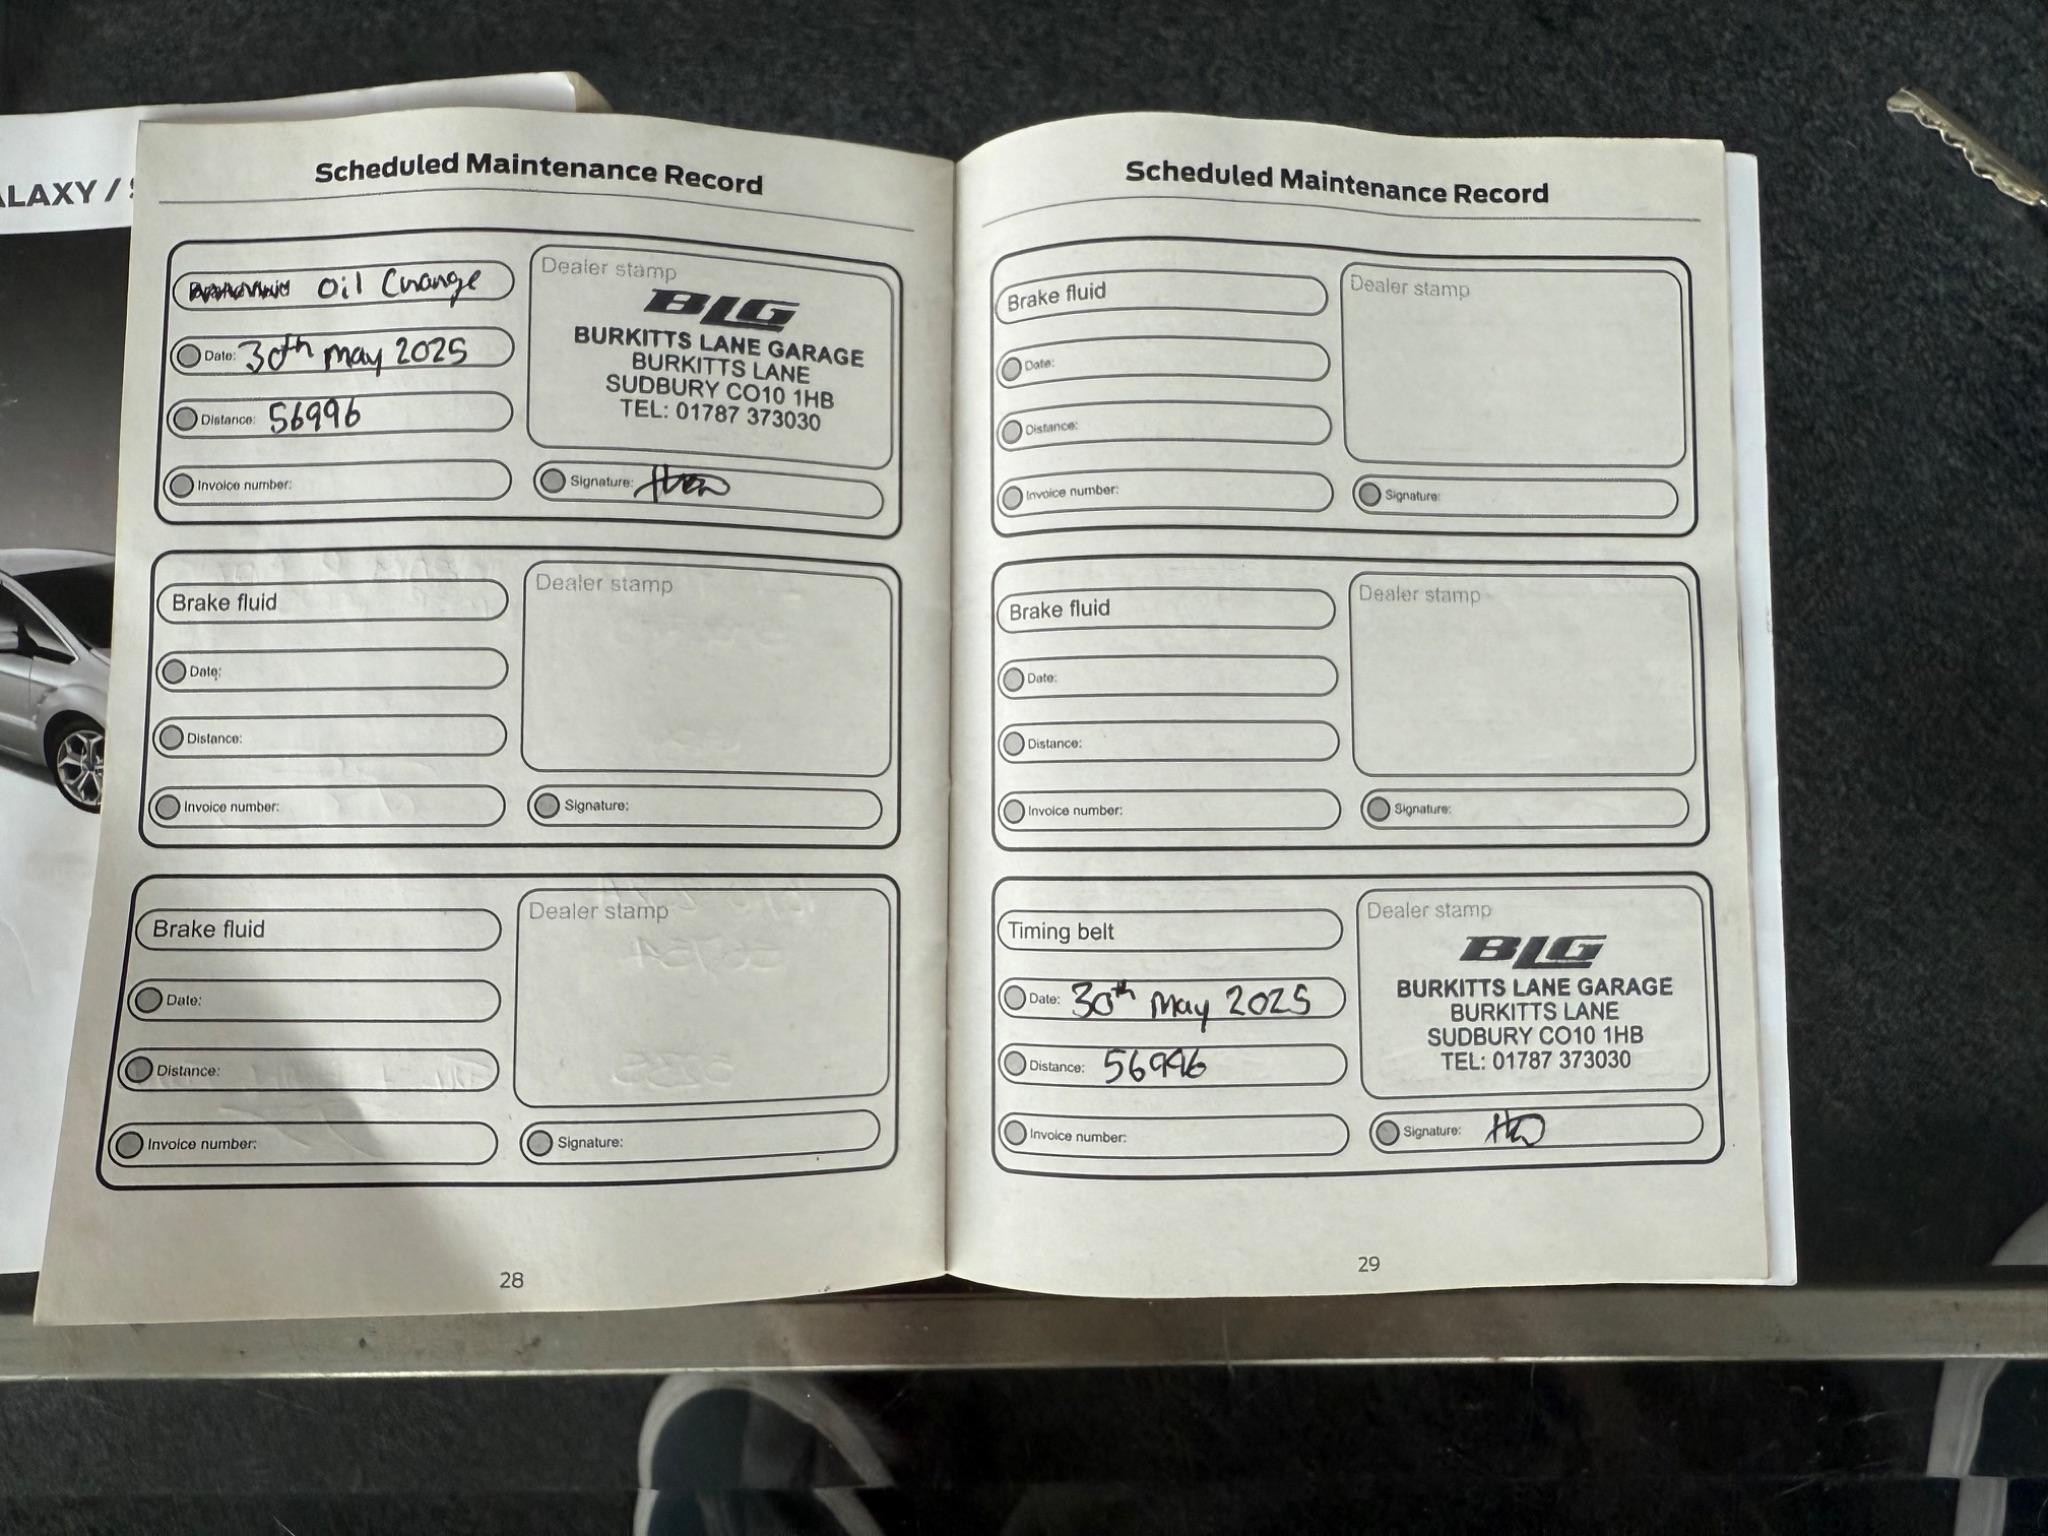 ALAXY /
Scheduled Maintenance Record
Oil Change
Date: 30th May 2025
Distance: 56996
Invoice number:
Dealer stamp
BLG
BURKITTS LANE GARAGE
BURKITTS LANE
SUDBURY CO10 1HB
TEL: 01787 373030
Signature:
Brake fluid
Date:
Distance:
Invoice number:
Dealer stamp
Signature:
Brake fluid
Date:
Distance:
Invoice number:
Dealer stamp
Signature:
28
Scheduled Maintenance Record
Brake fluid
Date:
Distance:
Invoice number:
Dealer stamp
Signature:
Brake fluid
Date:
Distance:
Invoice number:
Dealer stamp
Signature:
Timing belt
Date: 30th May 2025
Distance: 56996
Invoice number:
Dealer stamp
BLG
BURKITTS LANE GARAGE
BURKITTS LANE
SUDBURY CO10 1HB
TEL: 01787 373030
Signature:
29